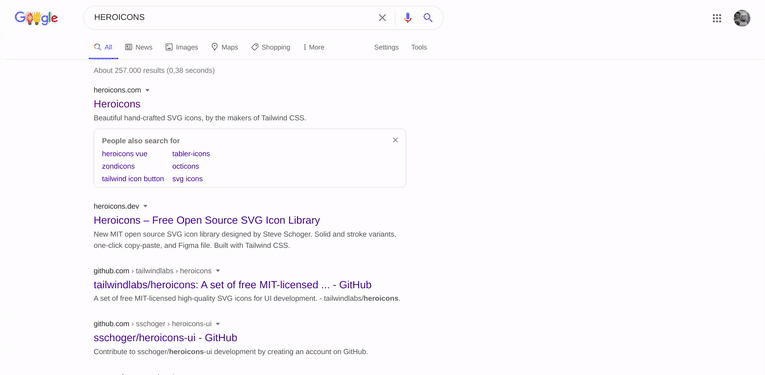 Google
HEROICONS
All
News
Images
Maps
Shopping
More
Settings
Tools
About 257.000 results (0,38 seconds)
heroicons.com
Heroicons
Beautiful hand-crafted SVG icons, by the makers of Tailwind CSS.
People also search for
heroicons vue
tabler-icons
zondicons
octicons
tailwind icon button
svg icons
heroicons.dev
Heroicons – Free Open Source SVG Icon Library
New MIT open source SVG icon library designed by Steve Schoger. Solid and stroke variants,
one-click copy-paste, and Figma file. Built with Tailwind CSS.
github.com › tailwindlabs › heroicons
tailwindlabs/heroicons: A set of free MIT-licensed ... - GitHub
A set of free MIT-licensed high-quality SVG icons for UI development. - tailwindlabs/heroicons.
github.com › sschoger › heroicons-ui
sschoger/heroicons-ui - GitHub
Contribute to sschoger/heroicons-ui development by creating an account on GitHub.